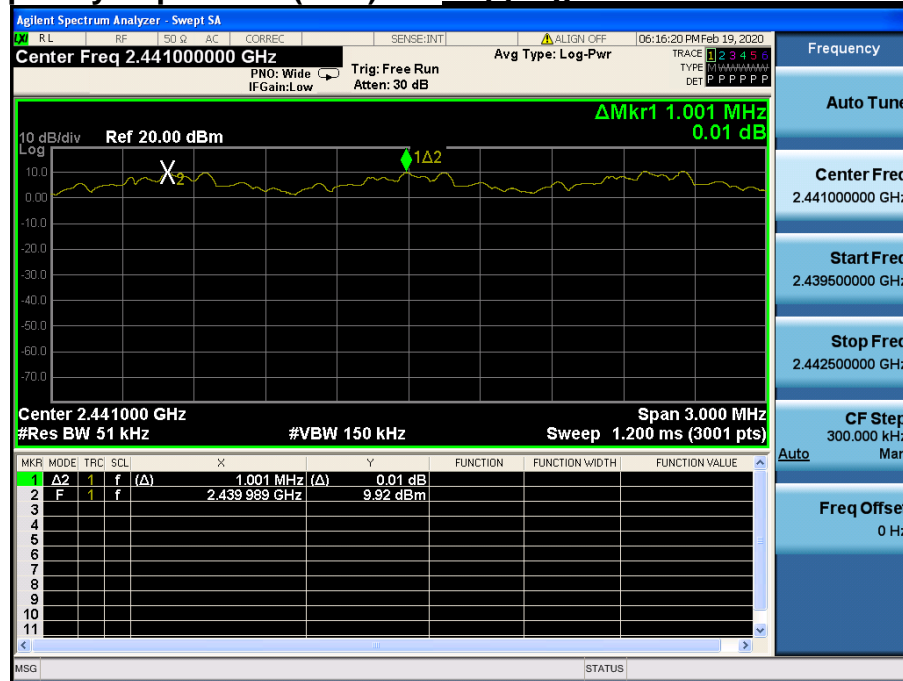 Agilent Spectrum Analyzer - Swept SA
LXI RL RF 50 Ω AC CORREC SENSE:INT ALIGN OFF 06:16:20 PM Feb 19, 2020
Center Freq 2.441000000 GHz Avg Type: Log-Pwr TRACE 1 2 3 4 5 6
PNO: Wide Trig: Free Run TYPE M W W W W W
IFGain:Low Atten: 30 dB DET P P P P P P
ΔMkr1 1.001 MHz
0.01 dB
10 dB/div Ref 20.00 dBm
Log
1Δ2
X2
10.0
0.00
-10.0
-20.0
-30.0
-40.0
-50.0
-60.0
-70.0
Center 2.441000 GHz Span 3.000 MHz
#Res BW 51 kHz #VBW 150 kHz Sweep 1.200 ms (3001 pts)
MKR MODE TRC SCL X Y FUNCTION FUNCTION WIDTH FUNCTION VALUE
1 Δ2 1 f (Δ) 1.001 MHz (Δ) 0.01 dB
2 F 1 f 2.439 989 GHz 9.92 dBm
3
4
5
6
7
8
9
10
11
MSG STATUS
Frequency
Auto Tune
Center Freq
2.441000000 GHz
Start Freq
2.439500000 GHz
Stop Freq
2.442500000 GHz
CF Step
300.000 kHz
Auto Man
Freq Offset
0 Hz